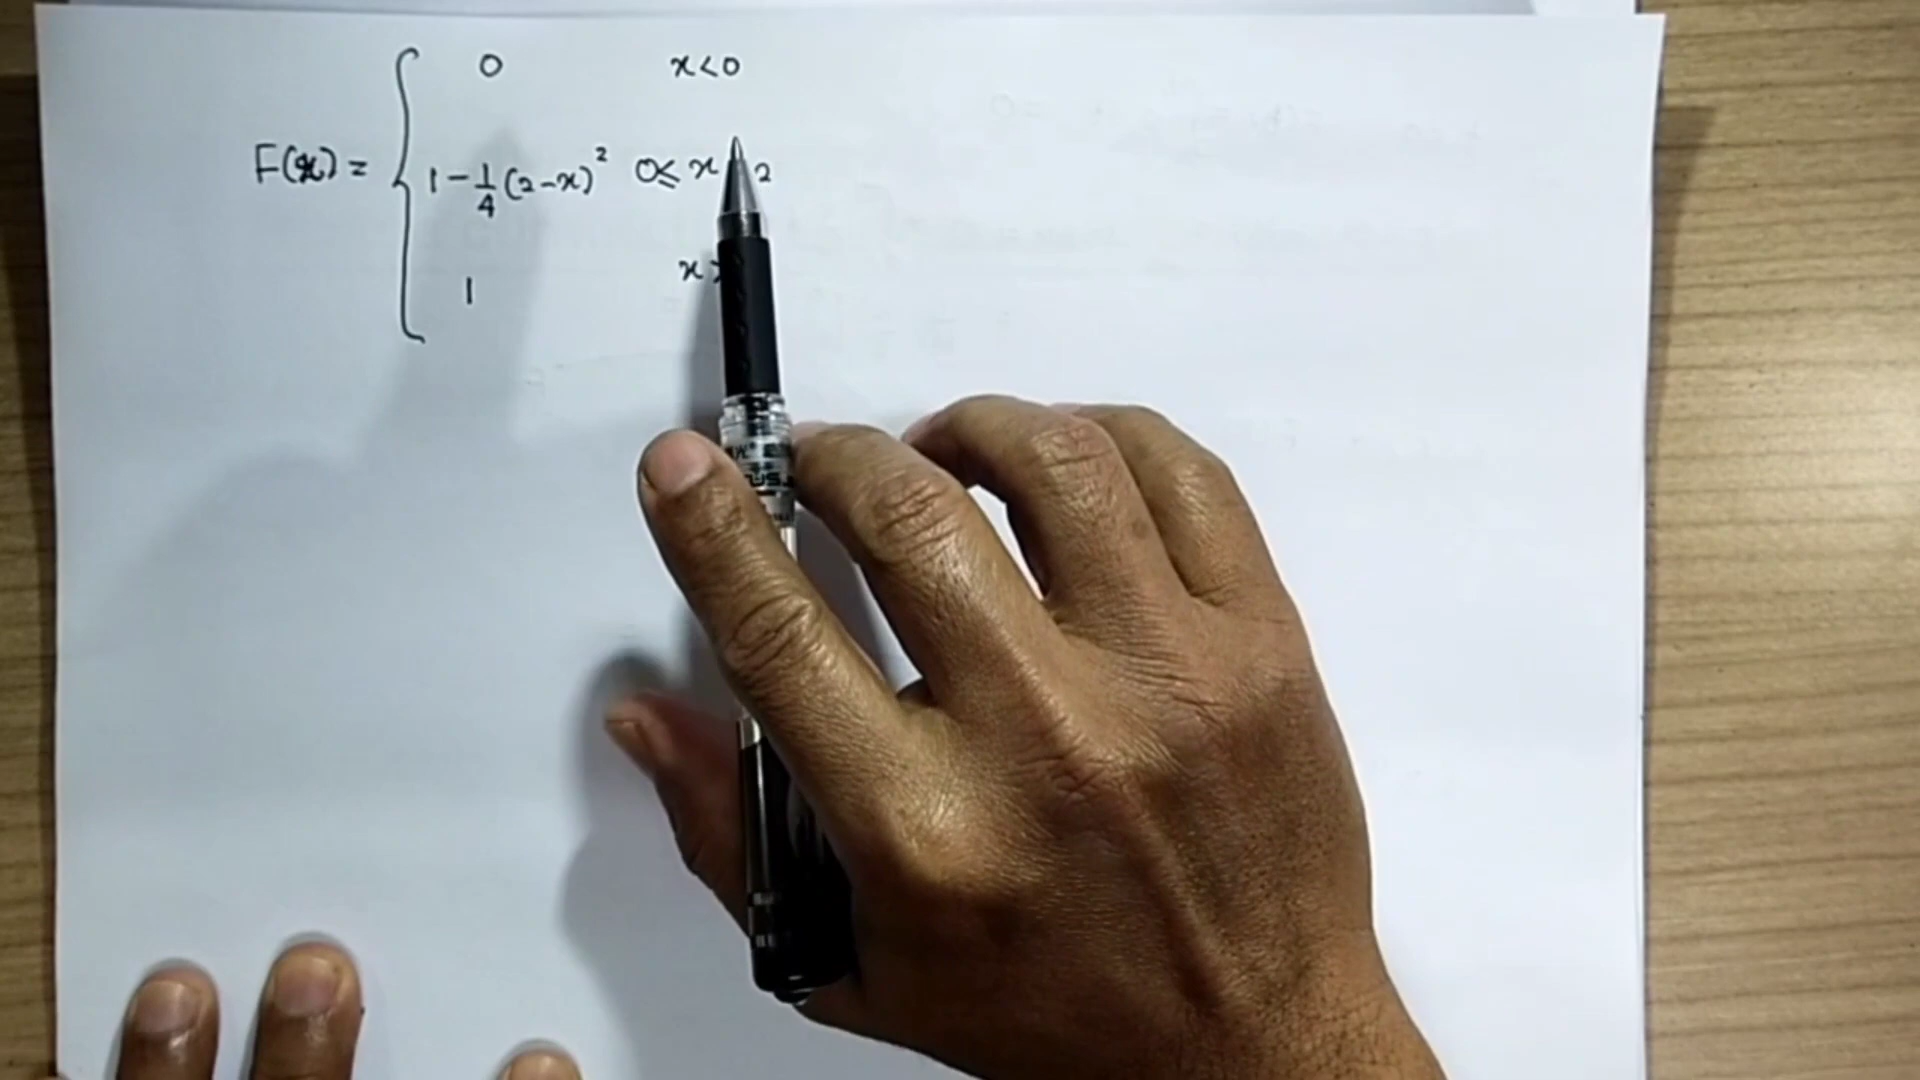 0 x<0
F(x) = { 1 - 1/4 (2-x)² 0≤ x 2
1 x